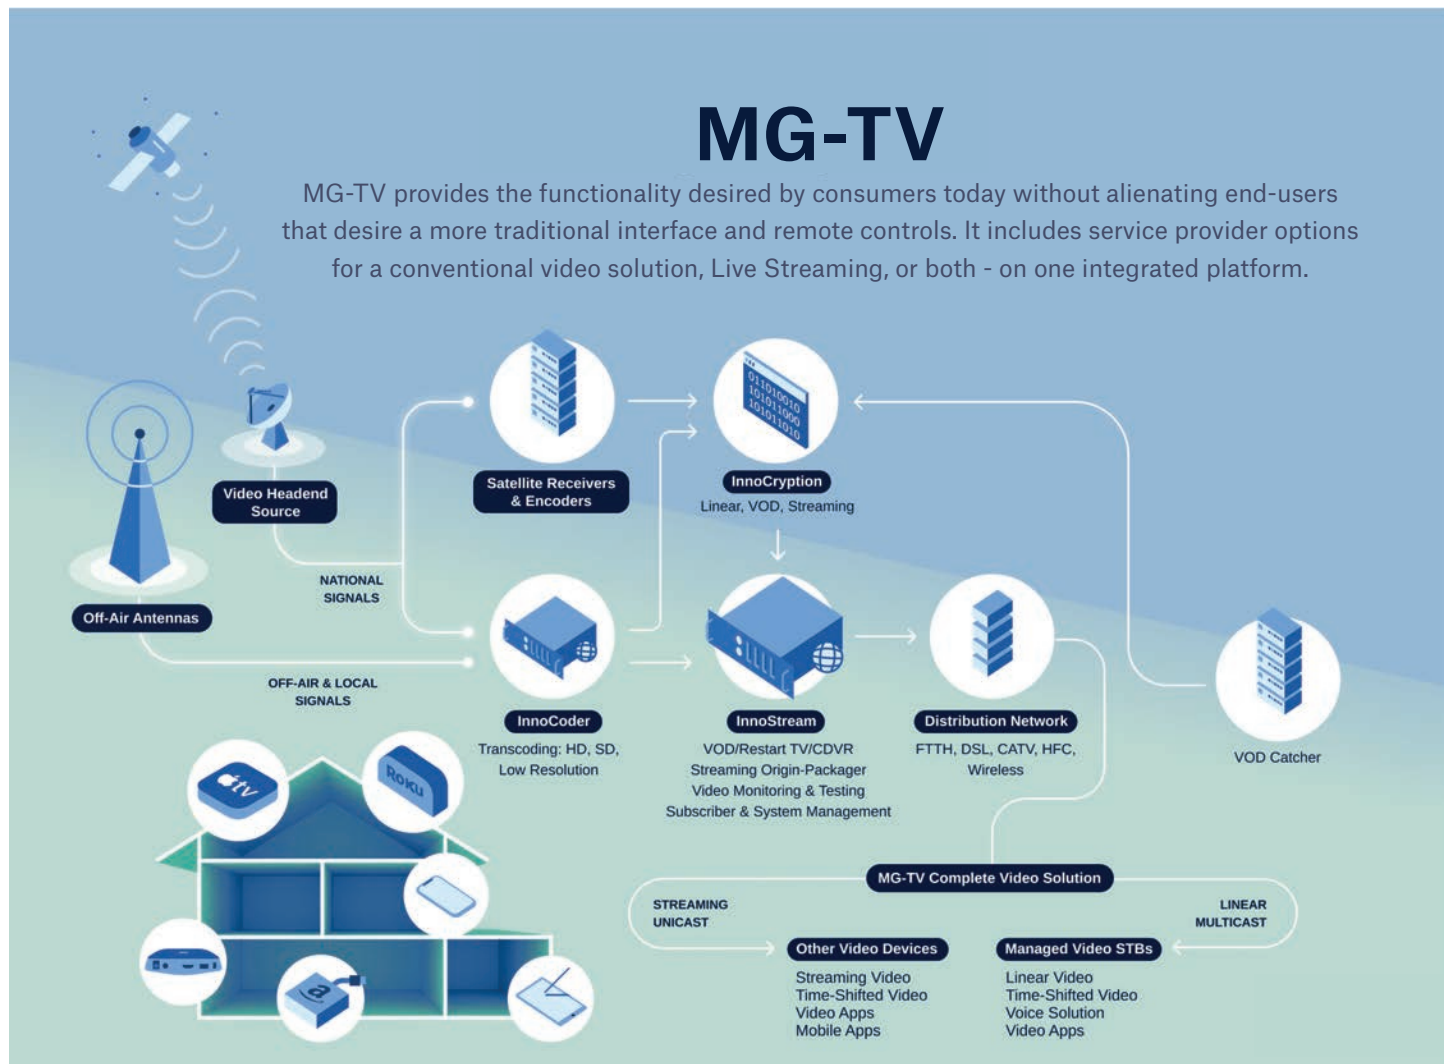 MG-TV
MG-TV provides the functionality desired by consumers today without alienating end-users
that desire a more traditional interface and remote controls. It includes service provider options
for a conventional video solution, Live Streaming, or both - on one integrated platform.
Video Headend
Source
Off-Air Antennas
NATIONAL
SIGNALS
OFF-AIR & LOCAL
SIGNALS
Satellite Receivers
& Encoders
011010010
101011000
101011010
InnoCryption
Linear, VOD, Streaming
InnoCoder
Transcoding: HD, SD,
Low Resolution
InnoStream
VOD/Restart TV/CDVR
Streaming Origin-Packager
Video Monitoring & Testing
Subscriber & System Management
Distribution Network
FTTH, DSL, CATV, HFC,
Wireless
VOD Catcher
tv
ROKU
a
MG-TV Complete Video Solution
STREAMING
UNICAST
LINEAR
MULTICAST
Other Video Devices
Streaming Video
Time-Shifted Video
Video Apps
Mobile Apps
Managed Video STBs
Linear Video
Time-Shifted Video
Voice Solution
Video Apps